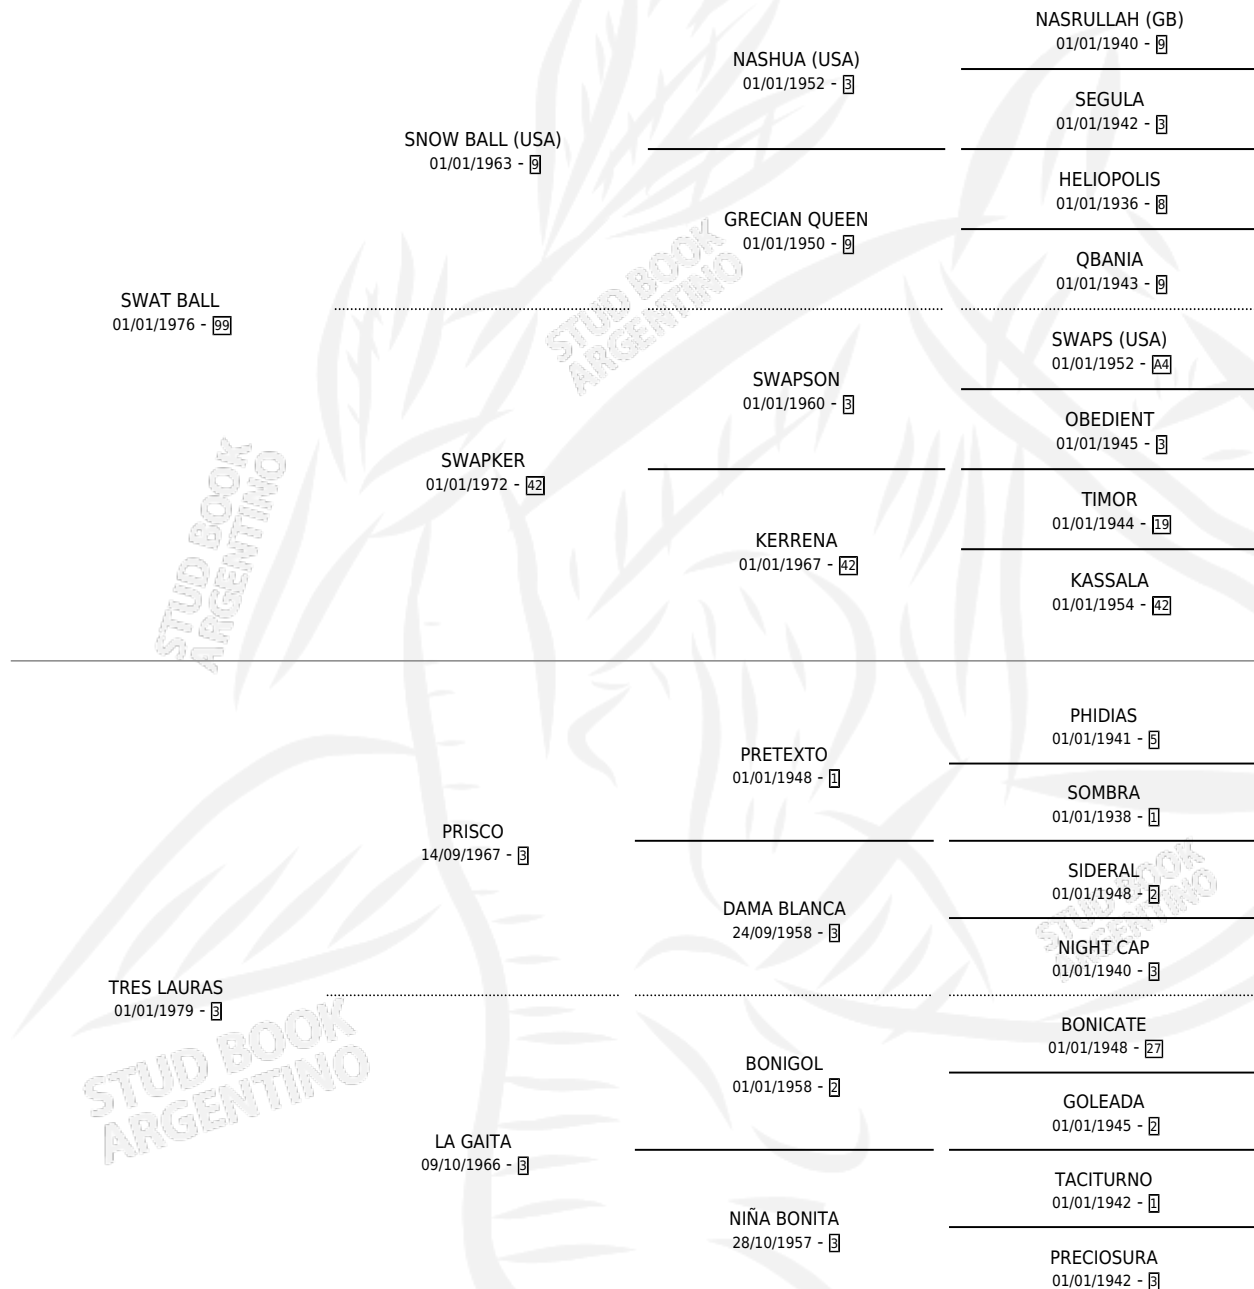 SWAT BALL
01/01/1976 - 99
SNOW BALL (USA)
01/01/1963 - 9
SWAPKER
01/01/1972 - 42
NASHUA (USA)
01/01/1952 - 3
GRECIAN QUEEN
01/01/1950 - 9
SWAPSON
01/01/1960 - 3
KERRENA
01/01/1967 - 42
NASRULLAH (GB)
01/01/1940 - 9
SEGULA
01/01/1942 - 3
HELIOPOLIS
01/01/1936 - 8
QBANIA
01/01/1943 - 9
SWAPS (USA)
01/01/1952 - A4
OBEDIENT
01/01/1945 - 3
TIMOR
01/01/1944 - 19
KASSALA
01/01/1954 - 42
TRES LAURAS
01/01/1979 - 3
PRISCO
14/09/1967 - 3
LA GAITA
09/10/1966 - 3
PRETEXTO
01/01/1948 - 1
DAMA BLANCA
24/09/1958 - 3
BONIGOL
01/01/1958 - 2
NIÑA BONITA
28/10/1957 - 3
PHIDIAS
01/01/1941 - 5
SOMBRA
01/01/1938 - 1
SIDERAL
01/01/1948 - 2
NIGHT CAP
01/01/1940 - 3
BONICATE
01/01/1948 - 27
GOLEADA
01/01/1945 - 2
TACITURNO
01/01/1942 - 1
PRECIOSURA
01/01/1942 - 3
STUD BOOK
ARGENTINO
STUD BOOK
ARGENTINO
STUD BOOK
ARGENTINO
STUD BOOK
ARGENTINO